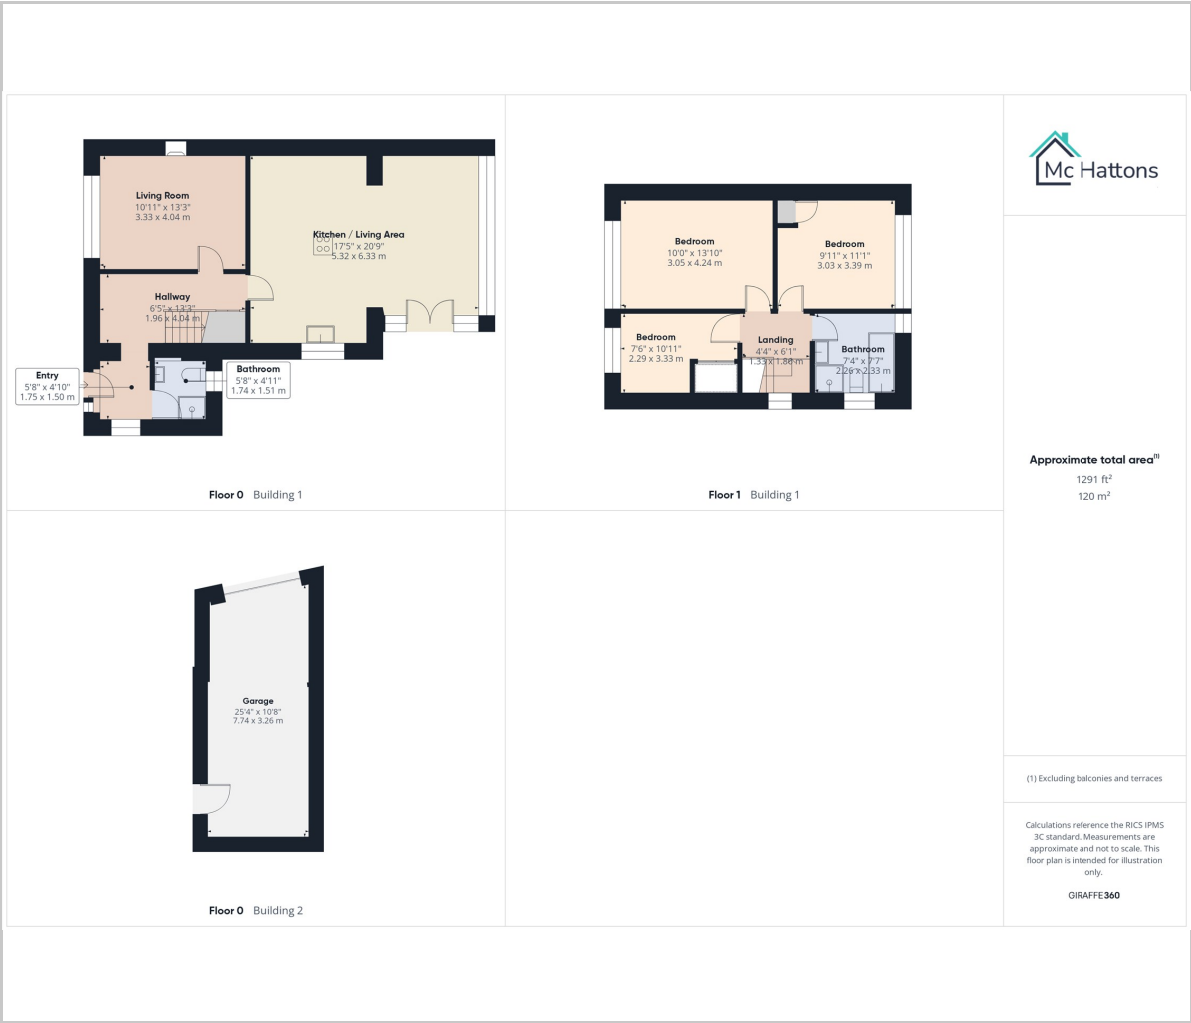 Living Room
10'11" x 13'3"
3.33 x 4.04 m
Kitchen / Living Area
17'5" x 20'9"
5.32 x 6.33 m
Hallway
6'5" x 13'3"
1.96 x 4.04 m
Entry
5'8" x 4'10"
1.75 x 1.50 m
Bathroom
5'8" x 4'11"
1.74 x 1.51 m
Floor 0 Building 1
Bedroom
10'0" x 13'10"
3.05 x 4.24 m
Bedroom
9'11" x 11'1"
3.03 x 3.39 m
Bedroom
7'6" x 10'11"
2.29 x 3.33 m
Landing
4'4" x 6'1"
1.33 x 1.86 m
Bathroom
7'4" x 7'7"
2.26 x 2.33 m
Floor 1 Building 1
Garage
25'4" x 10'8"
7.74 x 3.26 m
Floor 0 Building 2
Mc Hattons
Approximate total area(1)
1291 ft²
120 m²
(1) Excluding balconies and terraces
Calculations reference the RICS IPMS
3C standard. Measurements are
approximate and not to scale. This
floor plan is intended for illustration
only.
GIRAFFE360